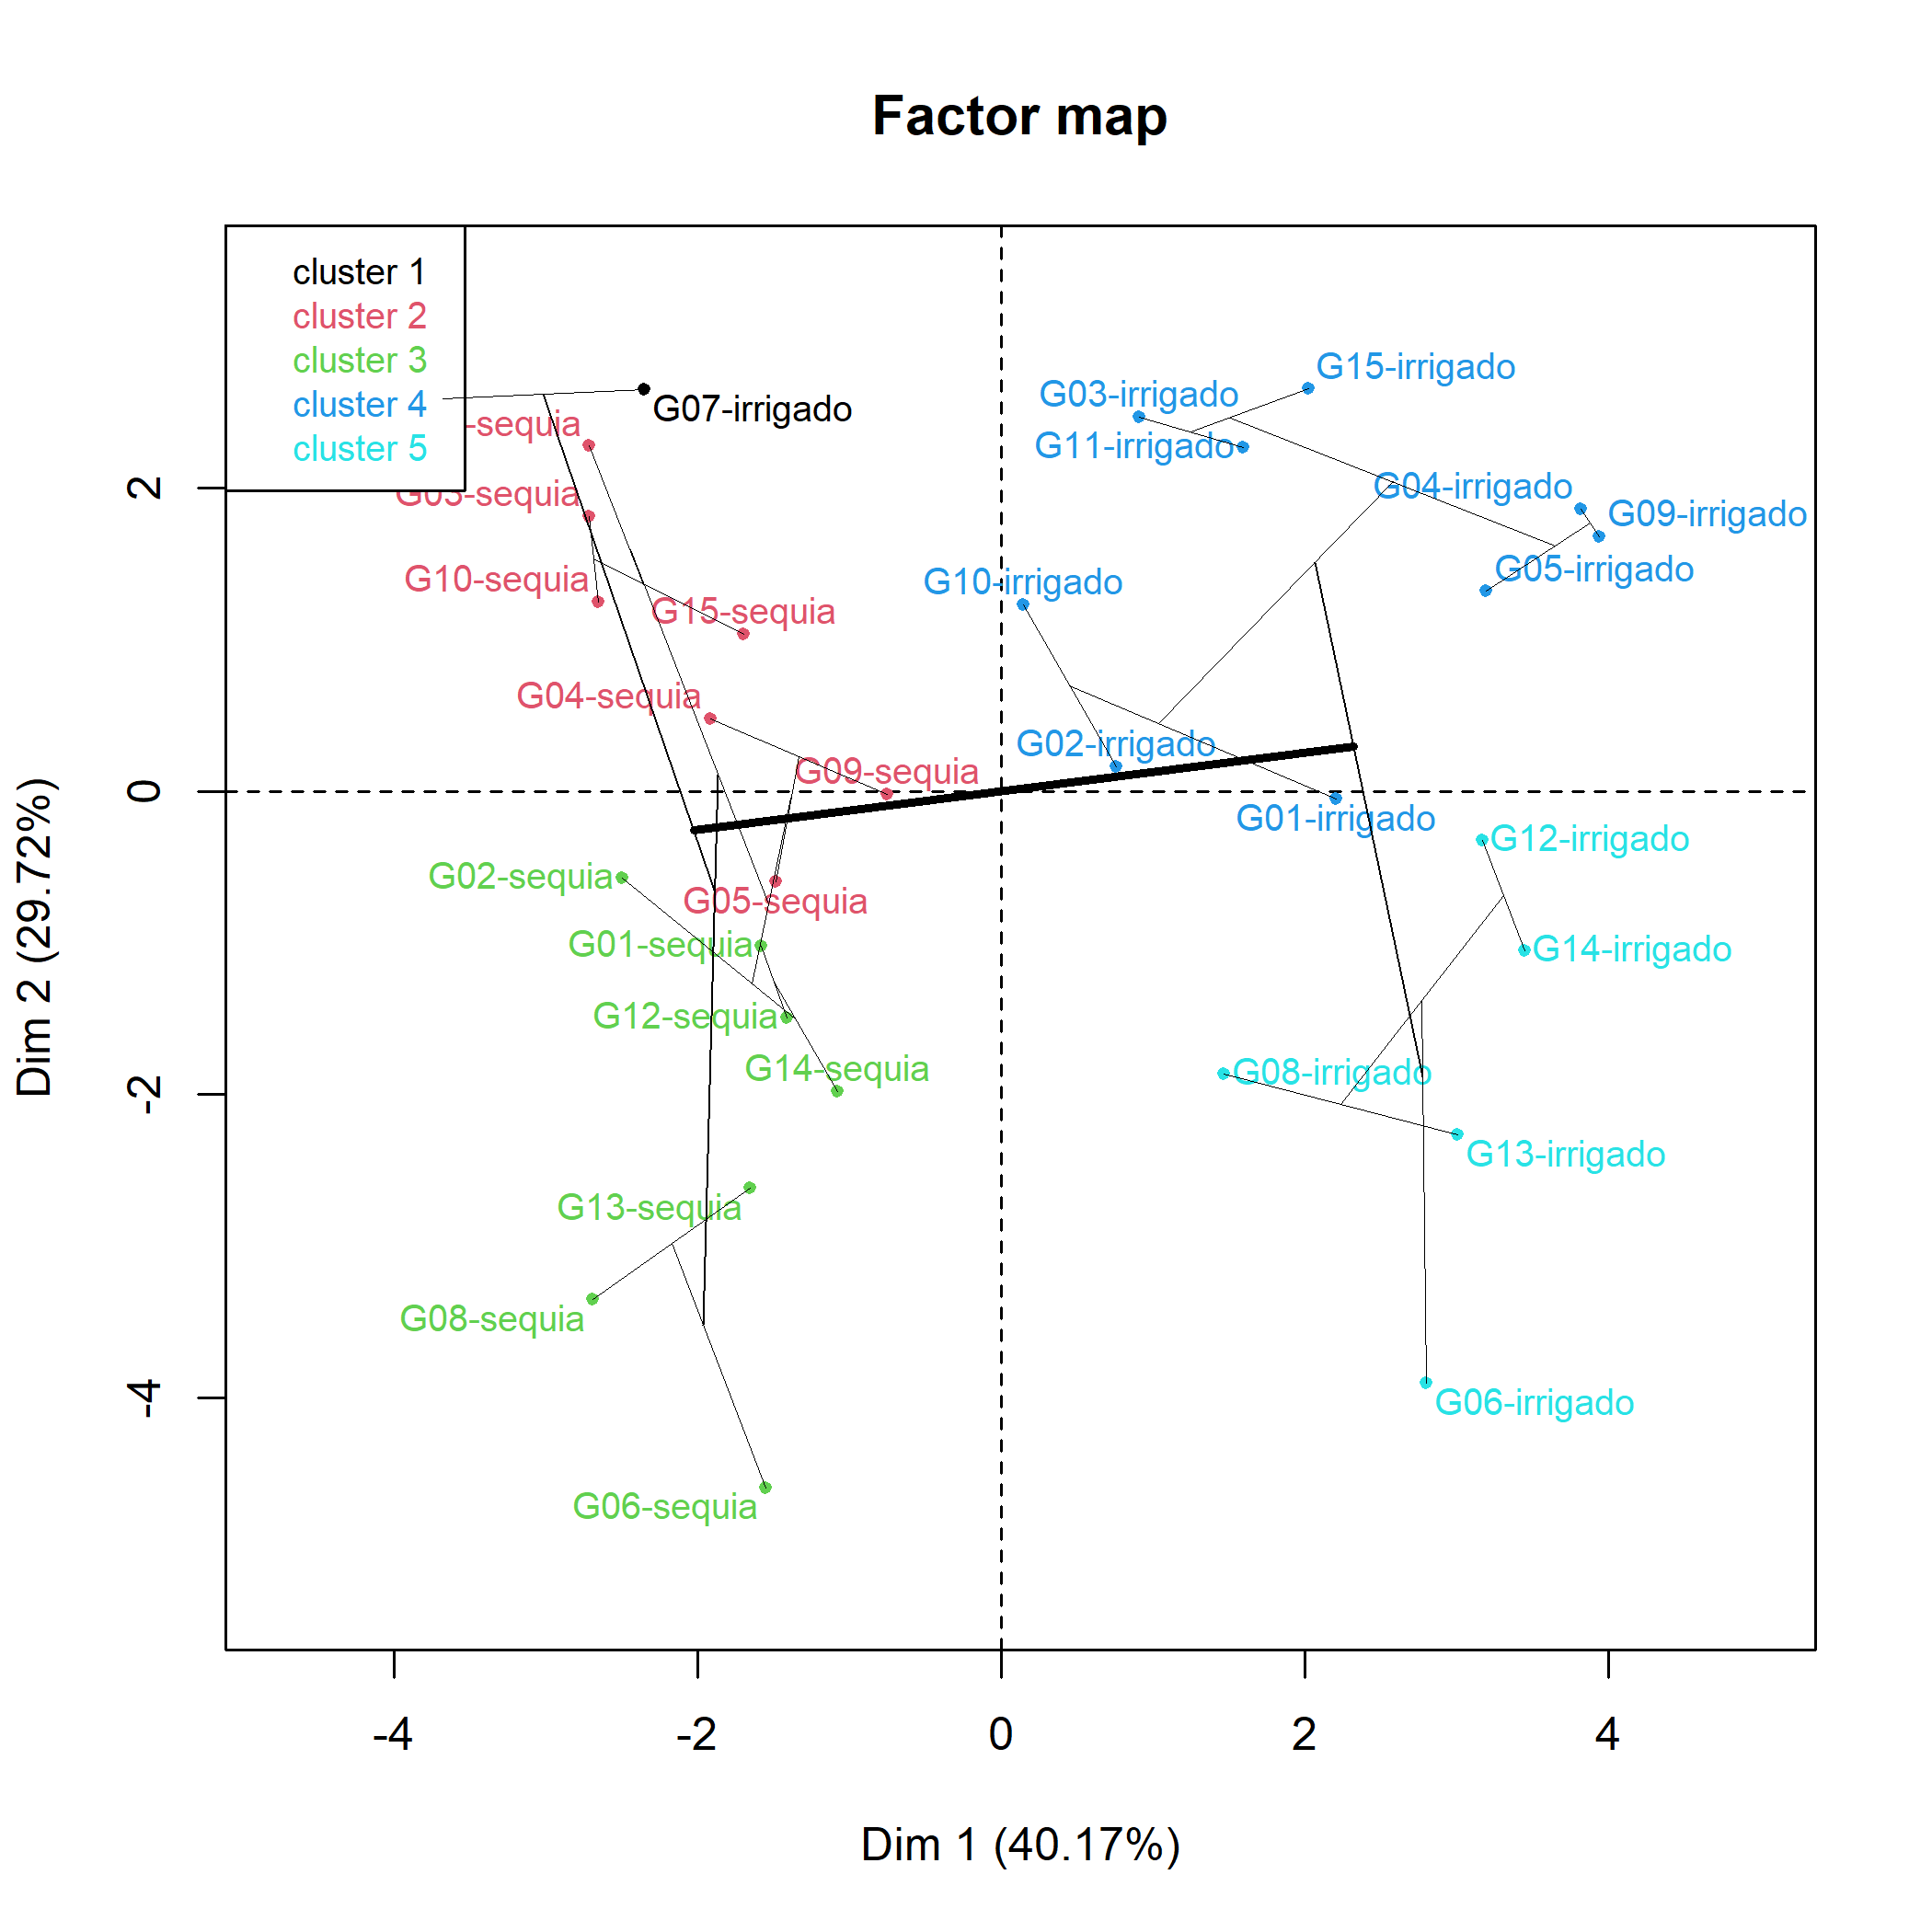 Factor map
cluster 1
cluster 2
cluster 3
cluster 4
cluster 5
G07-irrigado
-sequia
G03-sequia
G10-sequia
G15-sequia
G04-sequia
G09-sequia
G05-sequia
G02-sequia
G01-sequia
G12-sequia
G14-sequia
G13-sequia
G08-sequia
G06-sequia
G15-irrigado
G03-irrigado
G11-irrigado
G04-irrigado
G09-irrigado
G05-irrigado
G10-irrigado
G02-irrigado
G01-irrigado
G12-irrigado
G14-irrigado
G08-irrigado
G13-irrigado
G06-irrigado
2
0
-2
-4
Dim 2 (29.72%)
-4 -2 0 2 4
Dim 1 (40.17%)